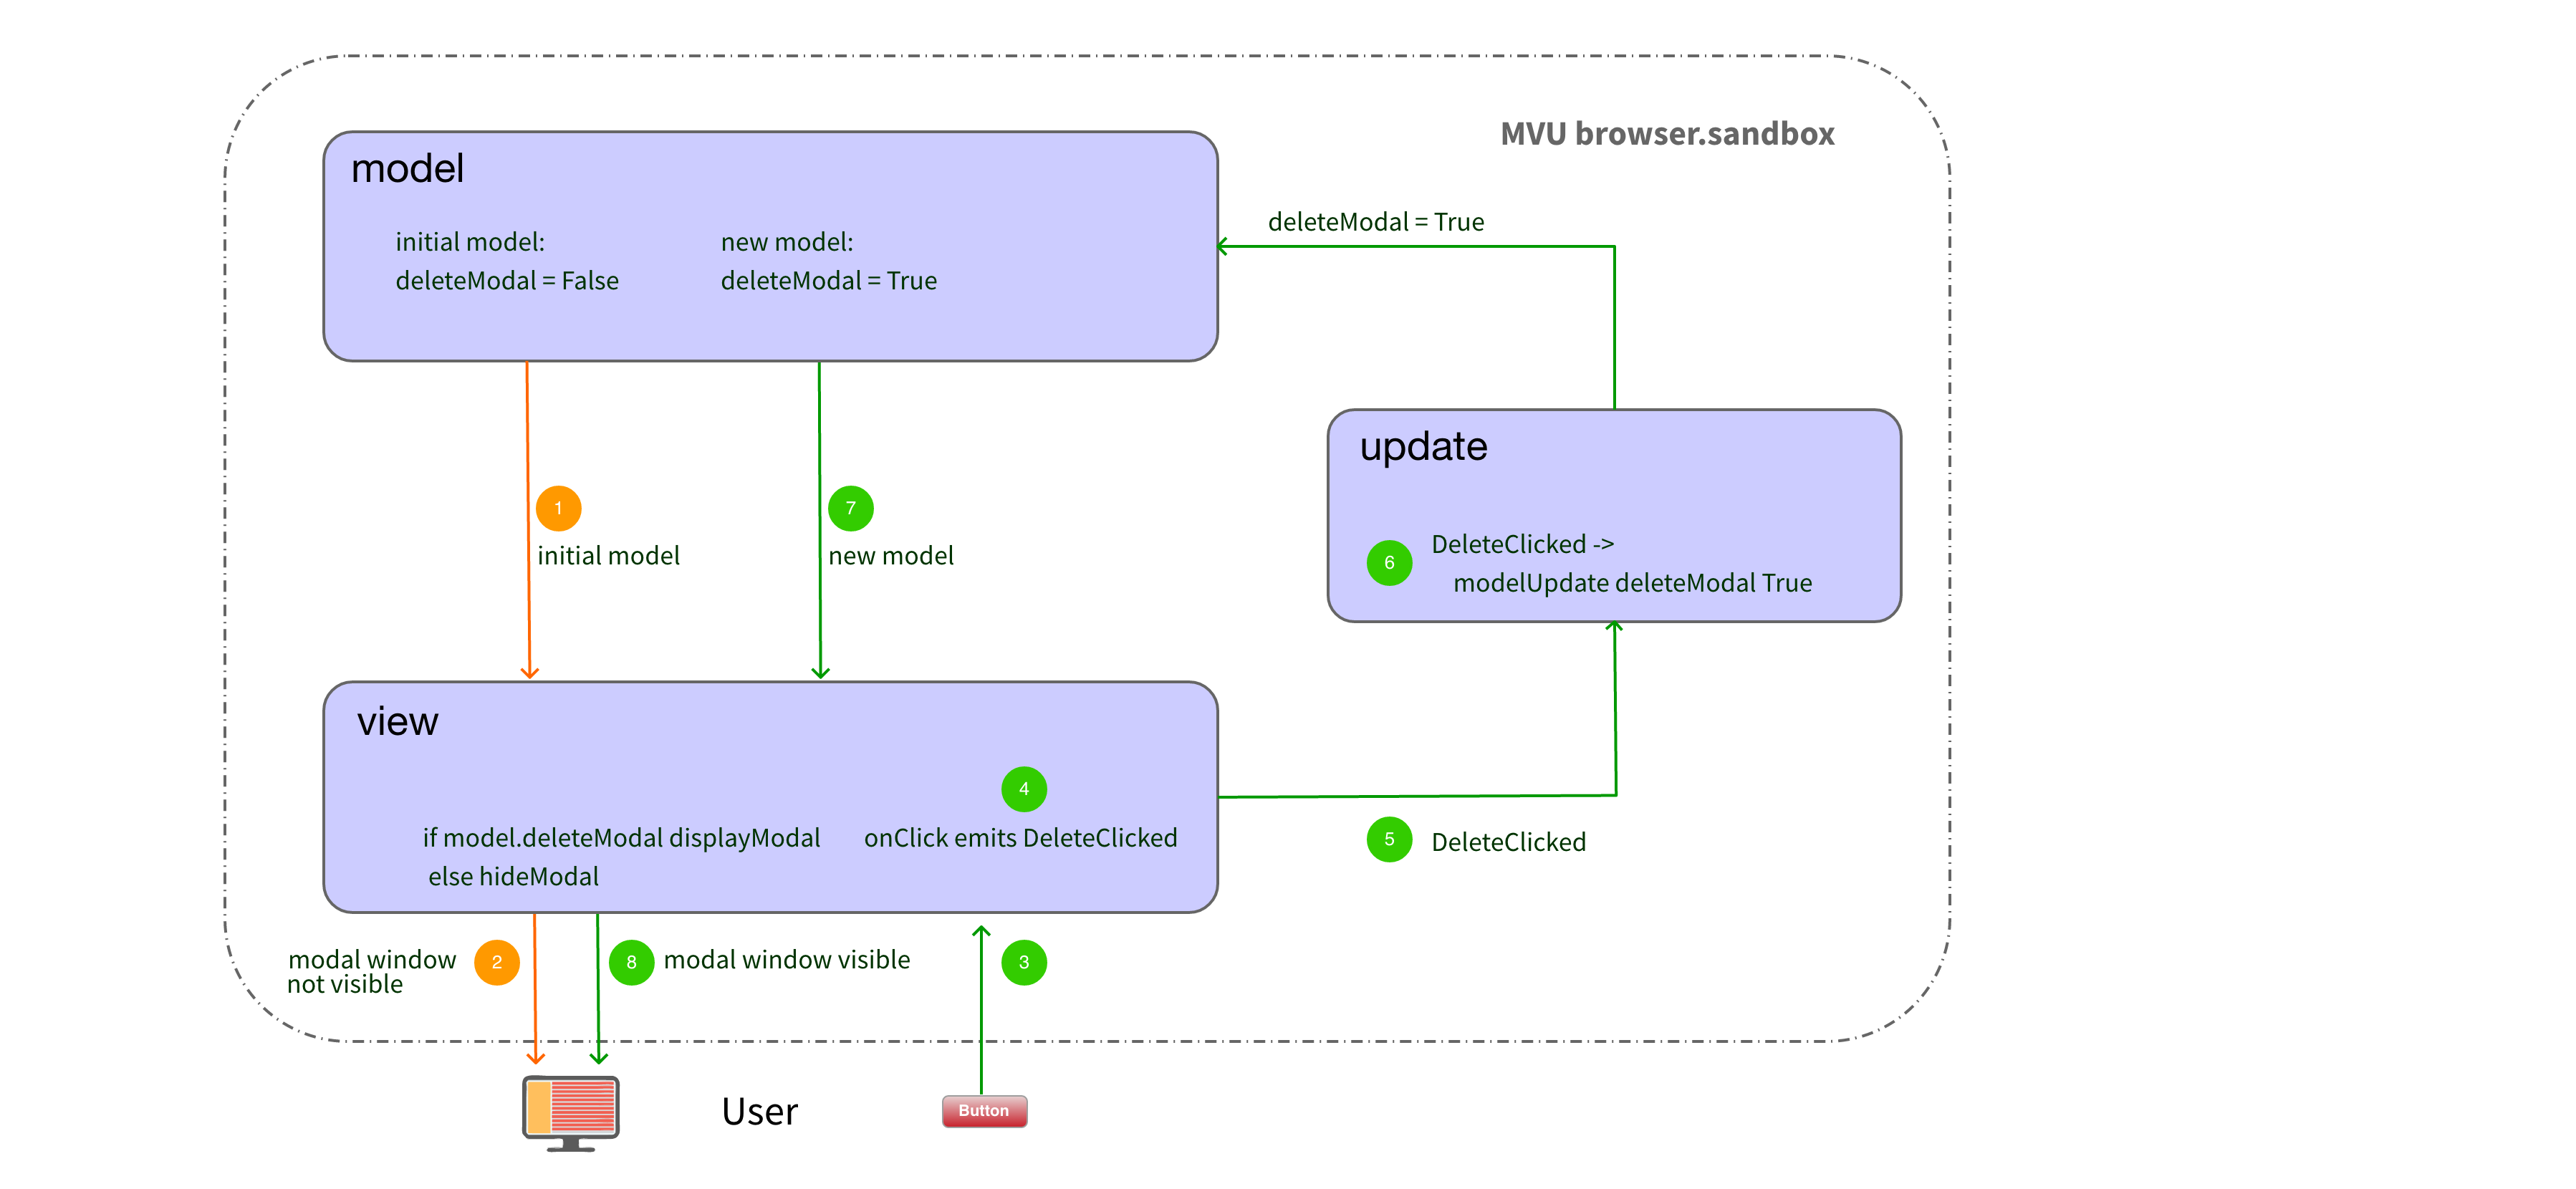 MVU browser.sandbox
model
initial model:
deleteModal = False
new model:
deleteModal = True
deleteModal = True
update
6
DeleteClicked ->
modelUpdate deleteModal True
1
initial model
7
new model
view
4
if model.deleteModal displayModal
else hideModal
onClick emits DeleteClicked
5
DeleteClicked
modal window
not visible
2
8
modal window visible
3
User
Button